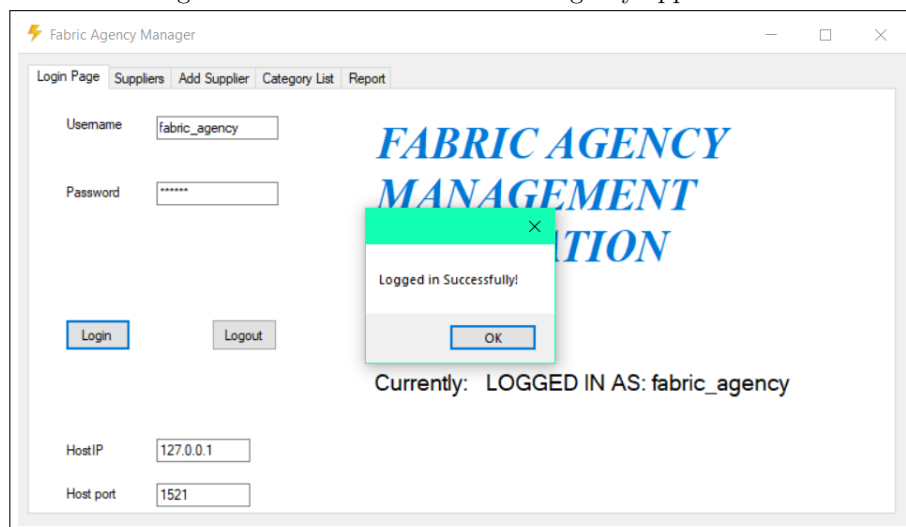 Fabric Agency Manager
Login Page Suppliers Add Supplier Category List Report
Username fabric_agency
Password ******
FABRIC AGENCY
MANAGEMENT
TION
Logged in Successfully!
OK
Login Logout
Currently: LOGGED IN AS: fabric_agency
HostIP 127.0.0.1
Host port 1521